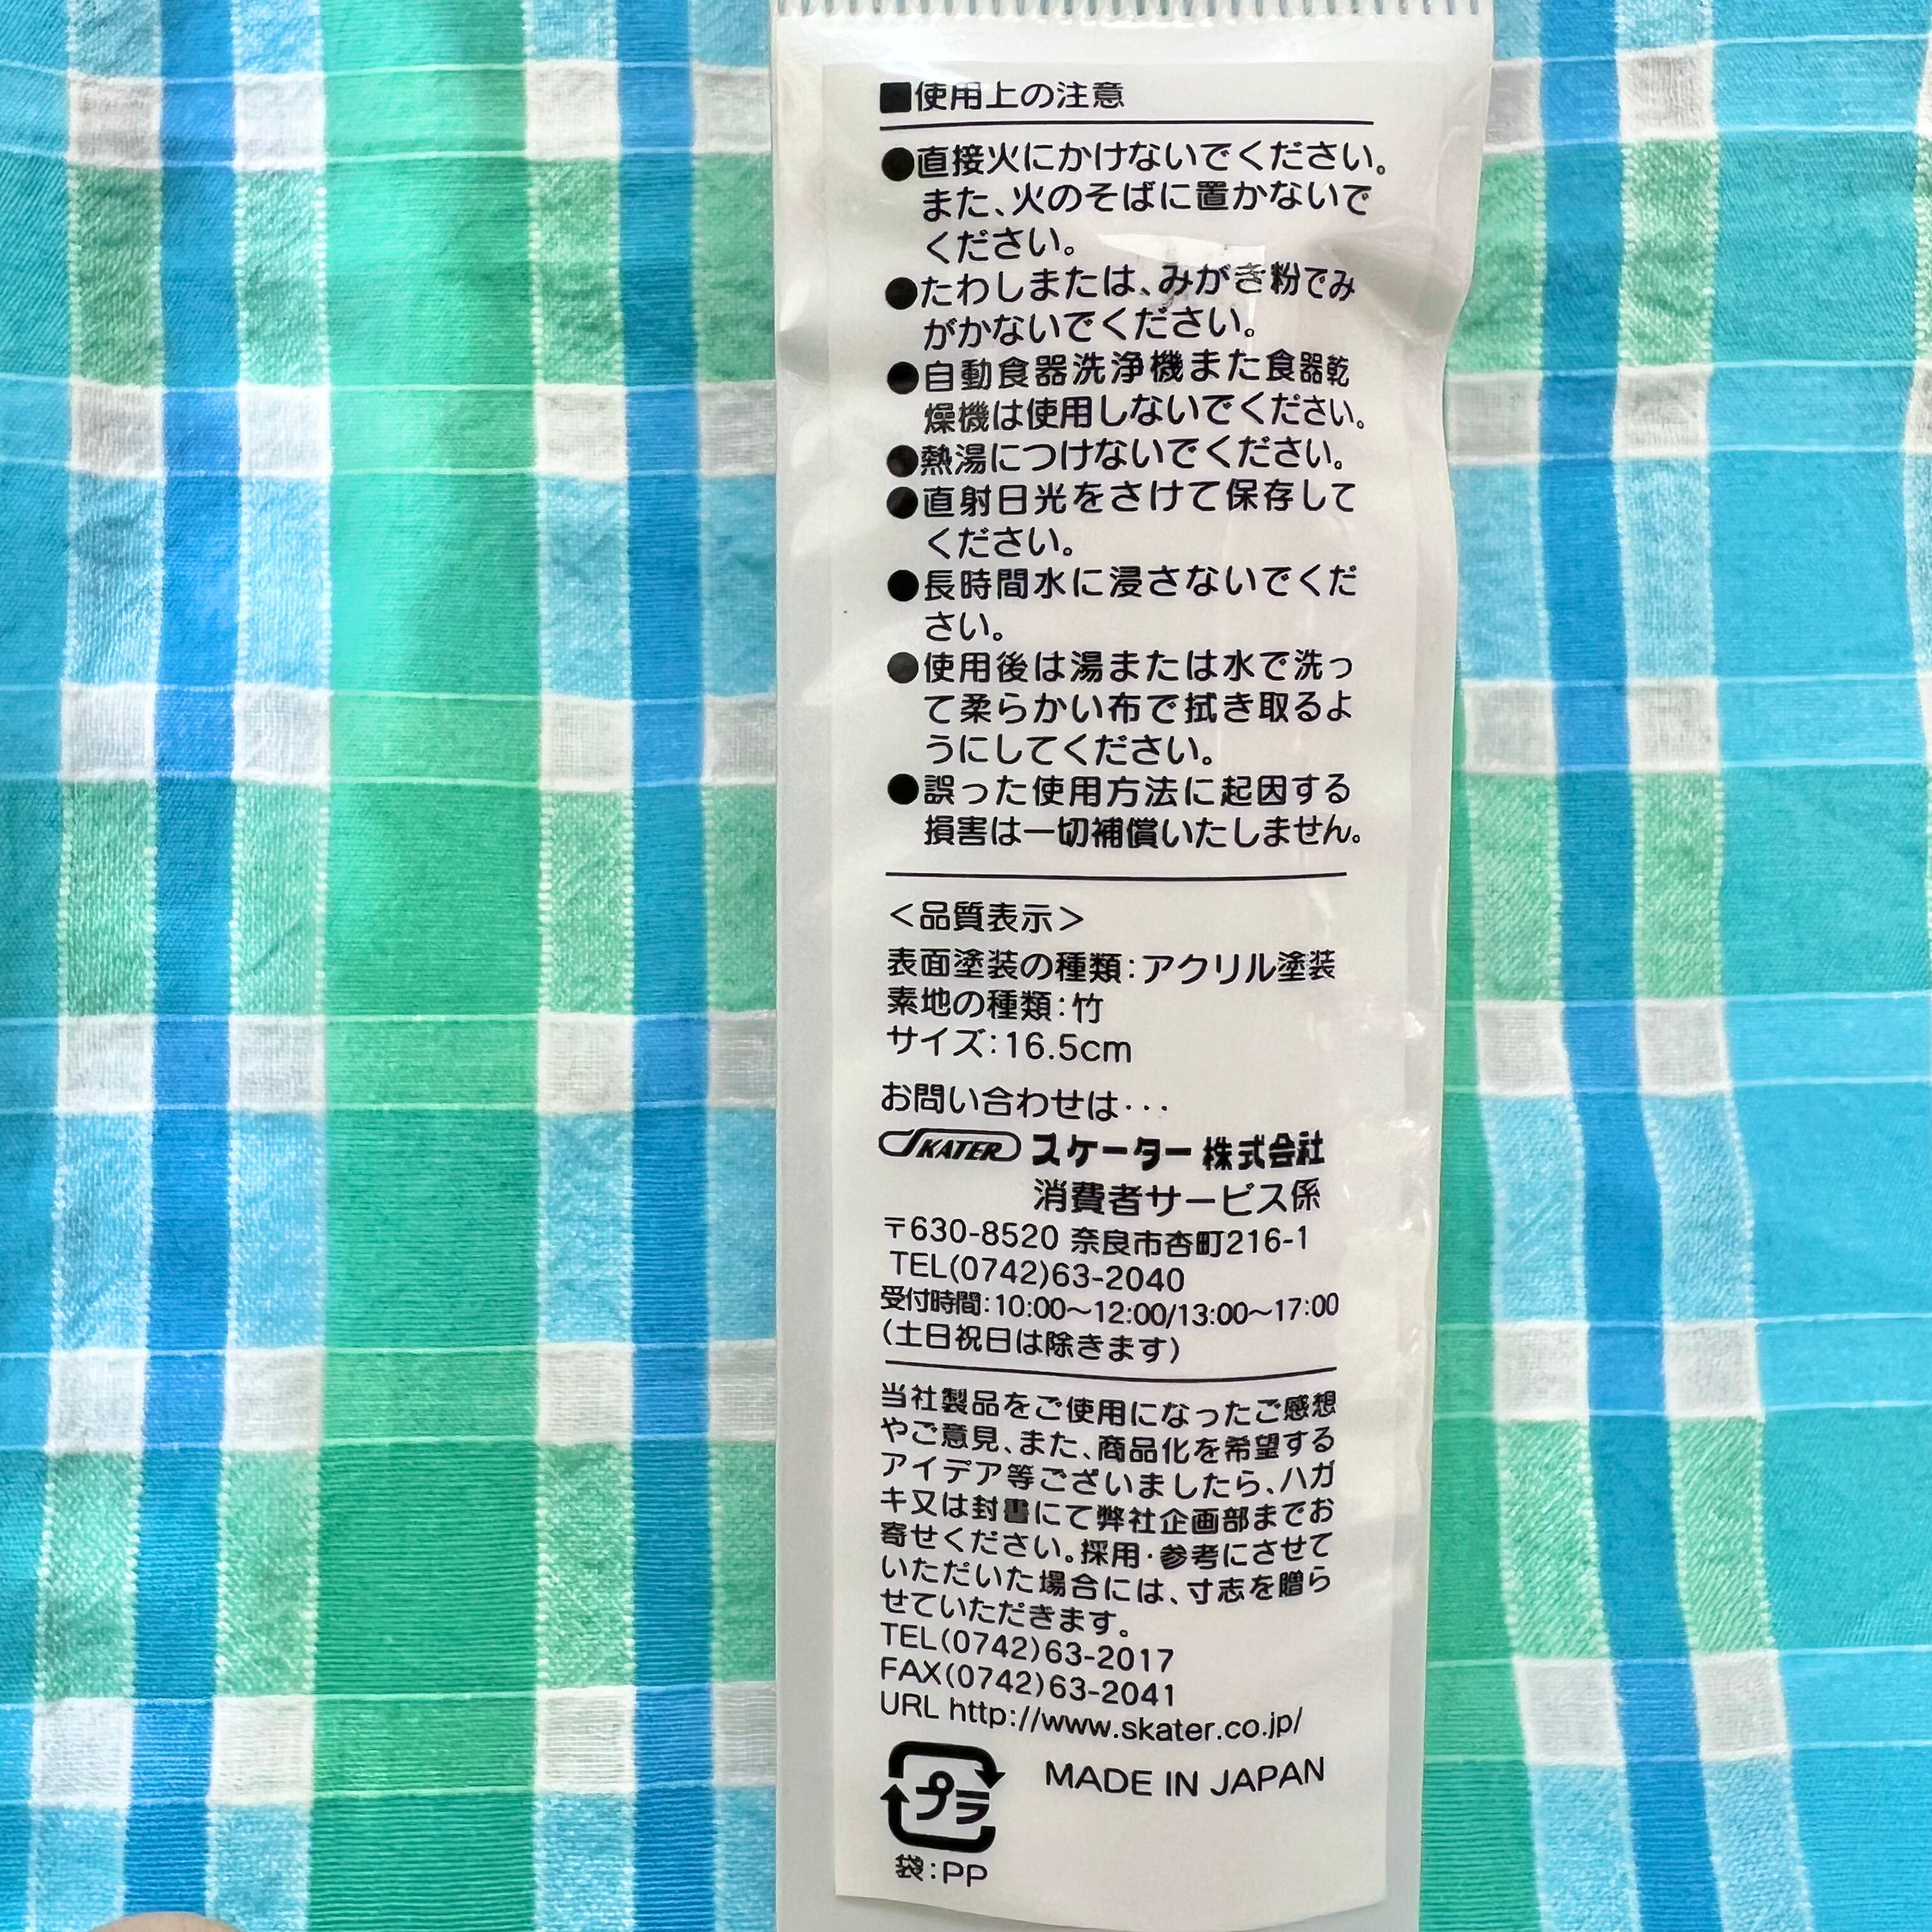 ■使用上の注意
●直接火にかけないでください。
また、火のそばに置かないで
ください。
●たわしまたは、みがき粉でみ
がかないでください。
●自動食器洗浄機また食器乾
燥機は使用しないでください。
●熱湯につけないでください。
●直射日光をさけて保存して
ください。
●長時間水に浸さないでくだ
さい。
●使用後は湯または水で洗っ
て柔らかい布で拭き取るよ
うにしてください。
●誤った使用方法に起因する
損害は一切補償いたしません。
＜品質表示＞
表面塗装の種類:アクリル塗装
素地の種類:竹
サイズ:16.5cm
お問い合わせは･･･
SKATER スケーター株式会社
消費者サービス係
〒630-8520 奈良市杏町216-1
TEL(0742)63-2040
受付時間:10:00〜12:00/13:00〜17:00
(土日祝日は除きます)
当社製品をご使用になったご感想
やご意見、また、商品化を希望する
アイデア等ございましたら、ハガ
キ又は封書にて弊社企画部までお
寄せください。採用・参考にさせて
いただいた場合には、寸志を贈ら
せていただきます。
TEL(0742)63-2017
FAX(0742)63-2041
URL http://www.skater.co.jp/
プラ MADE IN JAPAN
袋:PP